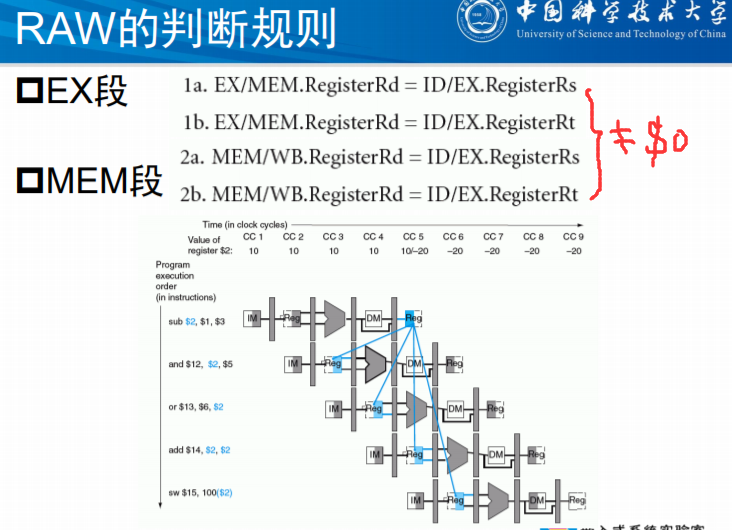 RAW的判断规则
中国科学技术大学
University of Science and Technology of China
EX段
1a. EX/MEM.RegisterRd = ID/EX.RegisterRs
1b. EX/MEM.RegisterRd = ID/EX.RegisterRt
≠ $0
MEM段
2a. MEM/WB.RegisterRd = ID/EX.RegisterRs
2b. MEM/WB.RegisterRd = ID/EX.RegisterRt
Time (in clock cycles)
CC 1 CC 2 CC 3 CC 4 CC 5 CC 6 CC 7 CC 8 CC 9
Value of
register $2: 10 10 10 10 10/–20 –20 –20 –20 –20
Program
execution
order
(in instructions)
sub $2, $1, $3
IM Reg DM Reg
and $12, $2, $5
IM Reg DM Reg
or $13, $6, $2
IM Reg DM Reg
add $14, $2, $2
IM Reg DM Reg
sw $15, 100($2)
IM Reg DM Reg